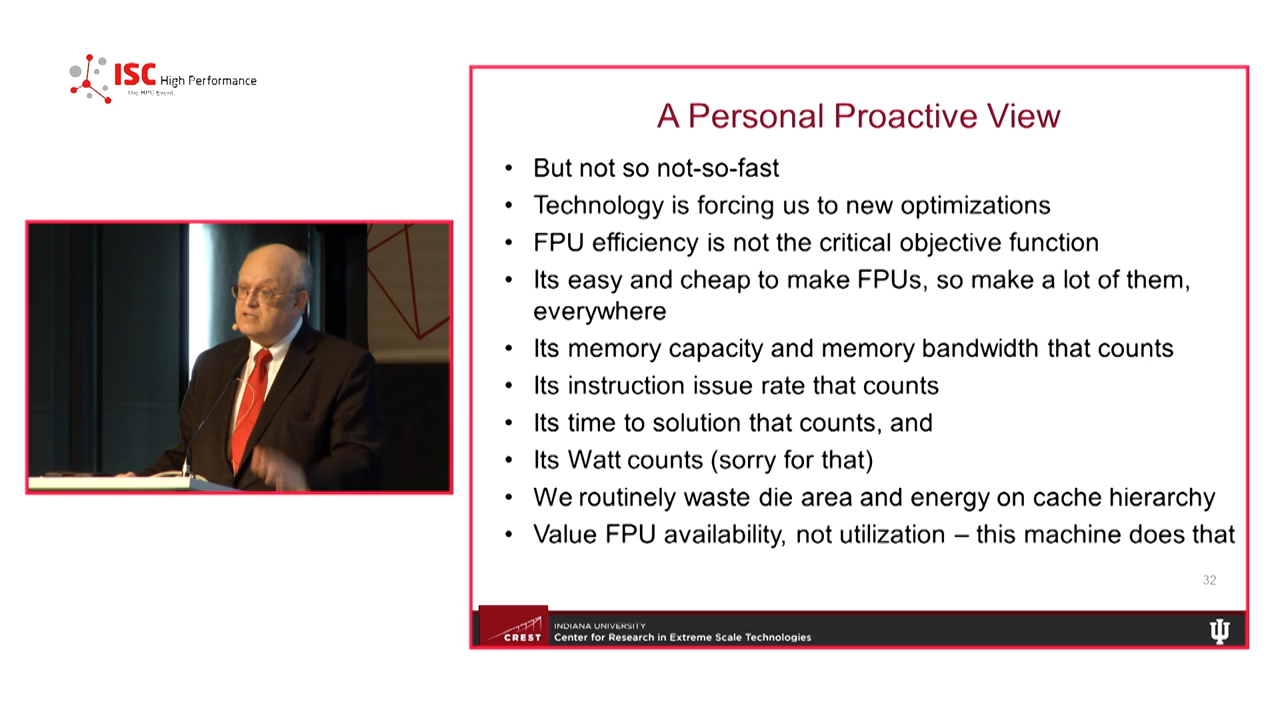 ISC High Performance
The HPC Event.
A Personal Proactive View
• But not so not-so-fast
• Technology is forcing us to new optimizations
• FPU efficiency is not the critical objective function
• Its easy and cheap to make FPUs, so make a lot of them,
everywhere
• Its memory capacity and memory bandwidth that counts
• Its instruction issue rate that counts
• Its time to solution that counts, and
• Its Watt counts (sorry for that)
• We routinely waste die area and energy on cache hierarchy
• Value FPU availability, not utilization – this machine does that
32
CREST
INDIANA UNIVERSITY
Center for Research in Extreme Scale Technologies